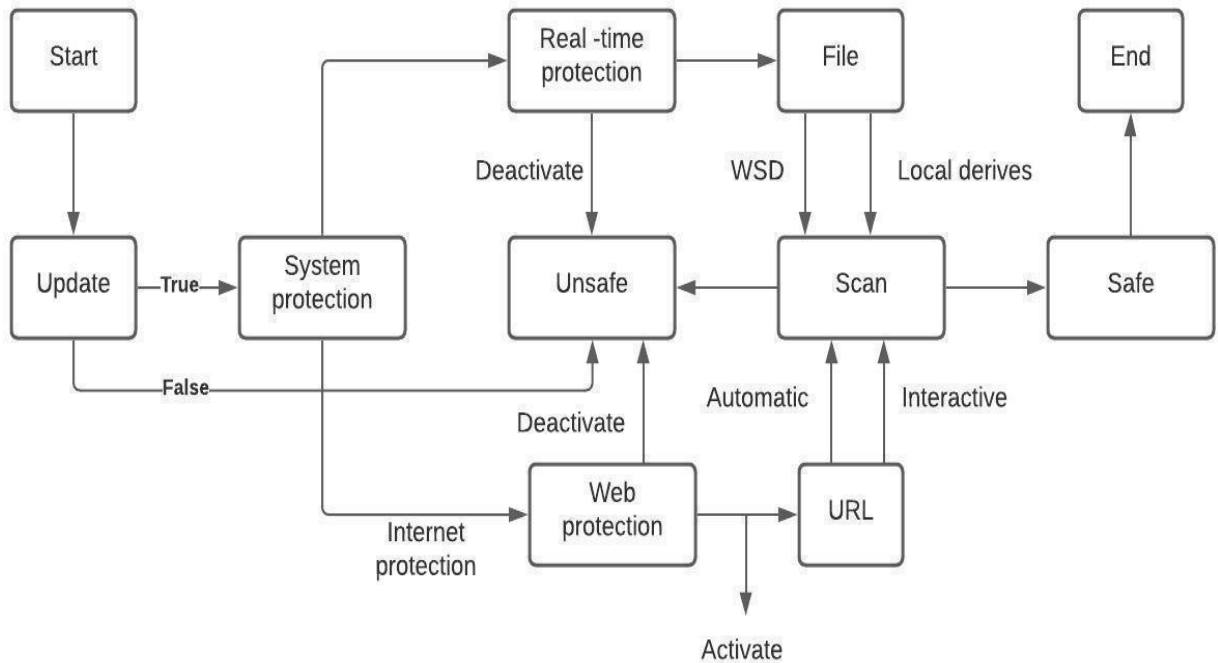 Start
Real -time
protection
File
End
Deactivate
WSD
Local derives
Update
True
System
protection
Unsafe
Scan
Safe
False
Automatic
Interactive
Deactivate
Web
protection
URL
Internet
protection
Activate